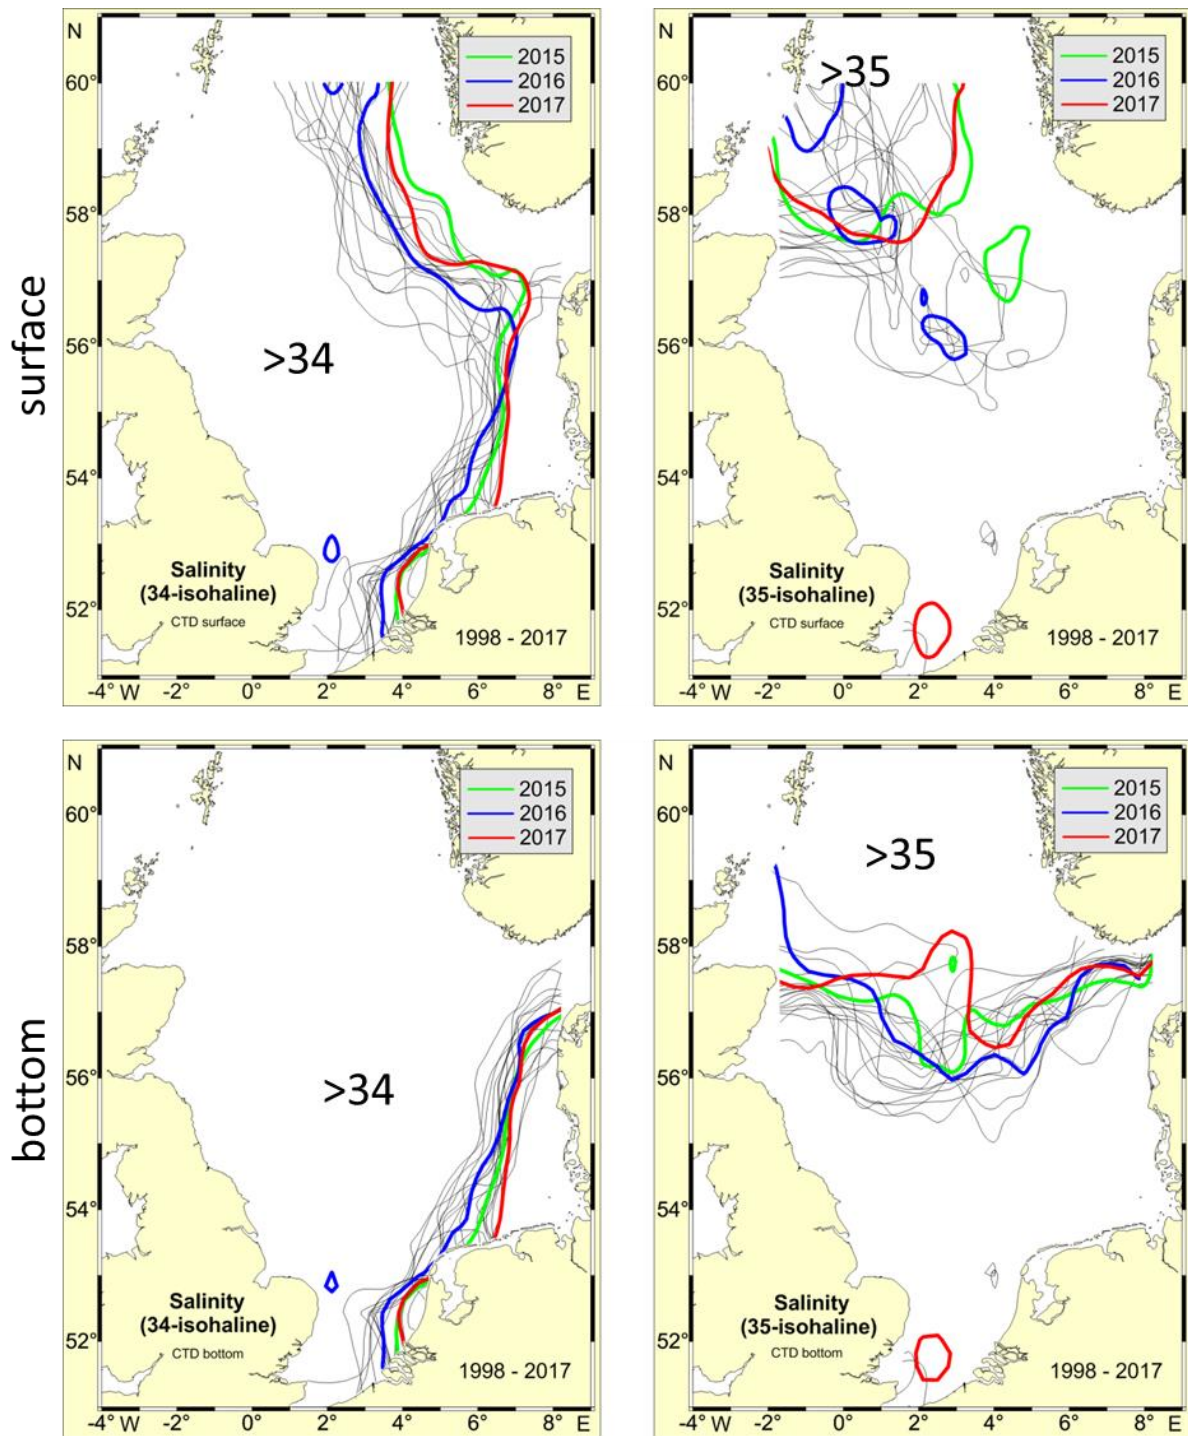 surface
N
2015
2016
2017
60°
58°
56°
54°
52°
>34
Salinity
(34-isohaline)
CTD surface
1998 - 2017
-4° W -2° 0° 2° 4° 6° 8° E
N
2015
2016
2017
60°
58°
56°
54°
52°
>35
Salinity
(35-isohaline)
CTD surface
1998 - 2017
-4° W -2° 0° 2° 4° 6° 8° E
bottom
N
2015
2016
2017
60°
58°
56°
54°
52°
>34
Salinity
(34-isohaline)
CTD bottom
1998 - 2017
-4° W -2° 0° 2° 4° 6° 8° E
N
2015
2016
2017
60°
58°
56°
54°
52°
>35
Salinity
(35-isohaline)
CTD bottom
1998 - 2017
-4° W -2° 0° 2° 4° 6° 8° E